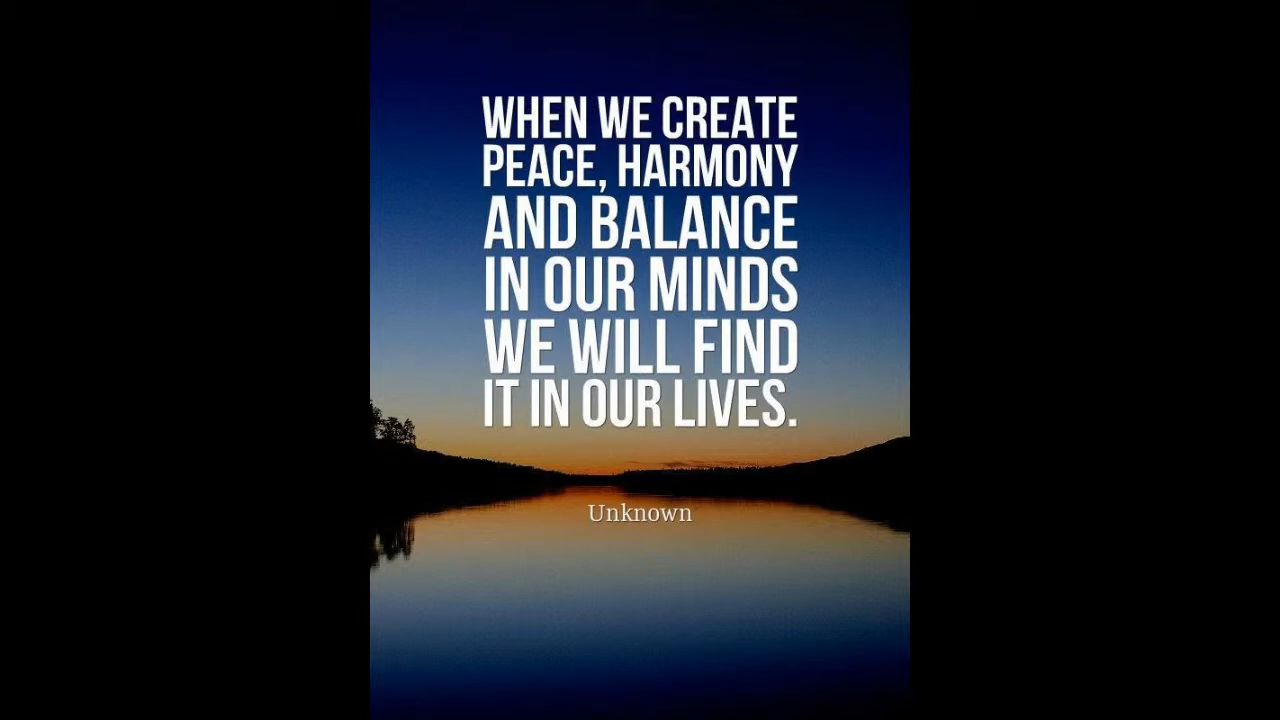 WHEN WE CREATE
PEACE, HARMONY
AND BALANCE
IN OUR MINDS
WE WILL FIND
IT IN OUR LIVES.
Unknown